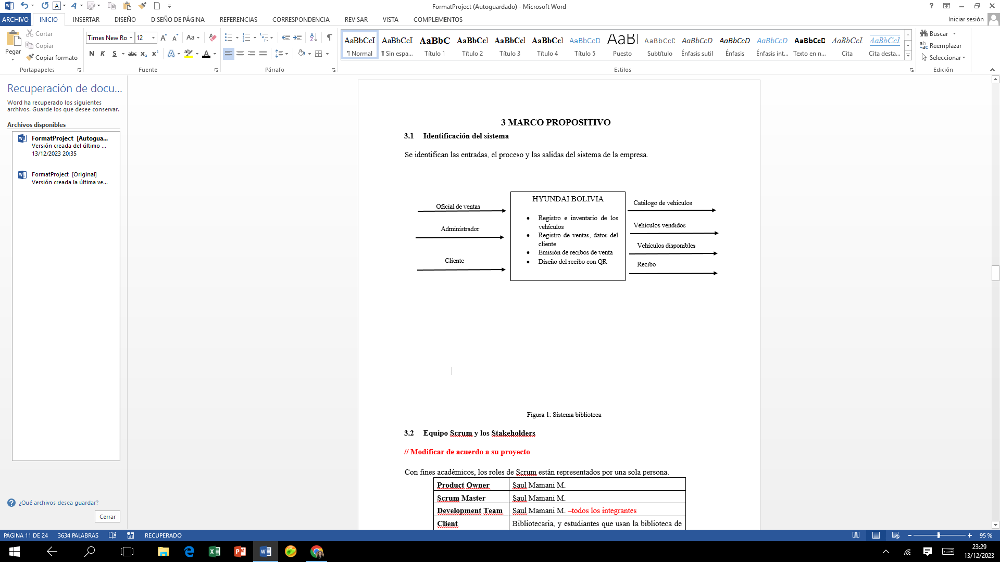 FormatProject (Autoguardado) - Microsoft Word
ARCHIVO INICIO INSERTAR DISEÑO DISEÑO DE PÁGINA REFERENCIAS CORRESPONDENCIA REVISAR VISTA COMPLEMENTOS
Iniciar sesión
Pegar
Cortar
Copiar
Copiar formato
Portapapeles
Times New Ro 12
Fuente
Párrafo
AaBbCcI AaBbCcI AaBbC AaBbCcI AaBbCcI AaBbCcI AaBbCcD AaBl AaBbCcD AaBbCcD AaBbCcD AaBbCcD AaBbCcD AaBbCcI AaBbCcI
¶ Normal ¶ Sin espa... Título 1 Título 2 Título 3 Título 4 Título 5 Puesto Subtítulo Énfasis sutil Énfasis Énfasis int... Texto en n... Cita Cita desta...
Estilos
Buscar
Reemplazar
Seleccionar
Edición
Recuperación de docu...
Word ha recuperado los siguientes
archivos. Guarde los que desee conservar.
Archivos disponibles
FormatProject [Autogua...
Versión creada del último ...
13/12/2023 20:35
FormatProject [Original]
Versión creada la última ve...
¿Qué archivos desea guardar?
Cerrar
3 MARCO PROPOSITIVO
3.1 Identificación del sistema
Se identifican las entradas, el proceso y las salidas del sistema de la empresa.
Oficial de ventas
Administrador
Cliente
HYUNDAI BOLIVIA
• Registro e inventario de los
vehículos
• Registro de ventas, datos del
cliente
• Emisión de recibos de venta
• Diseño del recibo con QR
Catálogo de vehículos
Vehículos vendidos
Vehículos disponibles
Recibo
Figura 1: Sistema biblioteca
3.2 Equipo Scrum y los Stakeholders
// Modificar de acuerdo a su proyecto
Con fines académicos, los roles de Scrum están representados por una sola persona.
Product Owner Saul Mamani M.
Scrum Master Saul Mamani M.
Development Team Saul Mamani M. –todos los integrantes
Client Bibliotecaria, y estudiantes que usan la biblioteca de
PÁGINA 11 DE 24 3634 PALABRAS RECUPERADO
95 %
23:29
13/12/2023